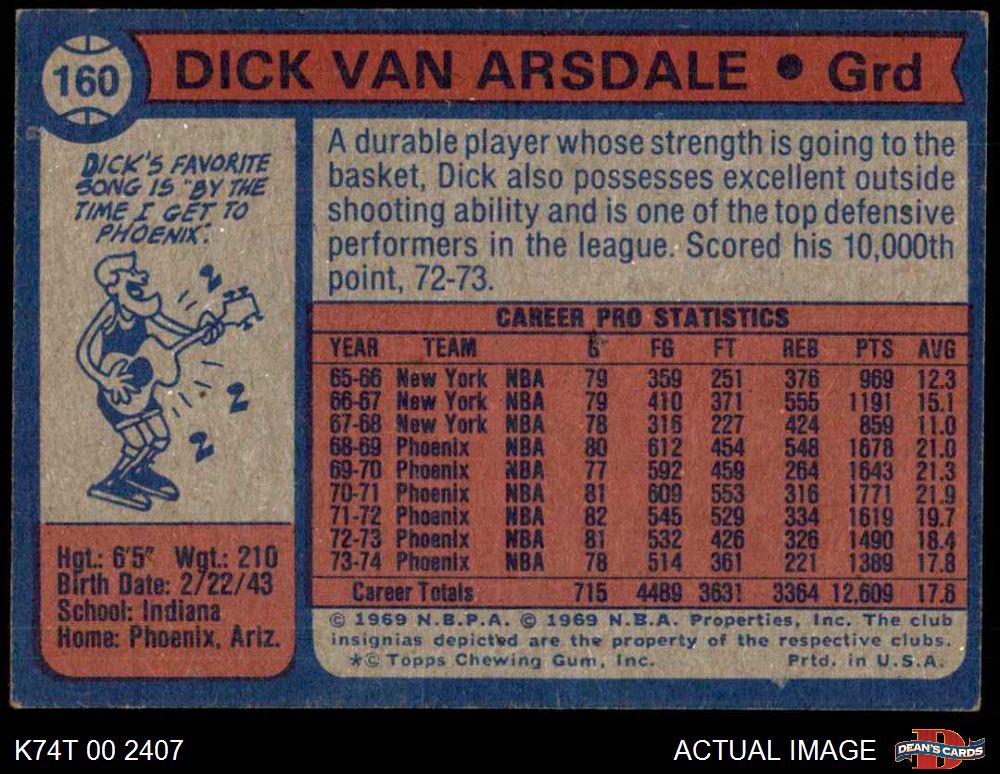 160
DICK VAN ARSDALE • Grd
DICK'S FAVORITE
SONG IS "BY THE
TIME I GET TO
PHOENIX".
2
2
2
A durable player whose strength is going to the
basket, Dick also possesses excellent outside
shooting ability and is one of the top defensive
performers in the league. Scored his 10,000th
point, 72-73.
CAREER PRO STATISTICS
YEAR TEAM G FG FT REB PTS AVG
65-66 New York NBA 79 359 251 376 969 12.3
66-67 New York NBA 79 410 371 555 1191 15.1
67-68 New York NBA 78 316 227 424 859 11.0
68-69 Phoenix NBA 80 612 454 548 1678 21.0
69-70 Phoenix NBA 77 592 459 264 1643 21.3
70-71 Phoenix NBA 81 609 553 316 1771 21.9
71-72 Phoenix NBA 82 545 529 334 1619 19.7
72-73 Phoenix NBA 81 532 426 326 1490 18.4
73-74 Phoenix NBA 78 514 361 221 1389 17.8
Career Totals 715 4489 3631 3364 12,609 17.6
Hgt.: 6'5" Wgt.: 210
Birth Date: 2/22/43
School: Indiana
Home: Phoenix, Ariz.
© 1969 N.B.P.A. © 1969 N.B.A. Properties, Inc. The club
insignias depicted are the property of the respective clubs.
*© Topps Chewing Gum, Inc. Prtd. in U.S.A.
K74T 00 2407
ACTUAL IMAGE
D
DEAN'S CARDS